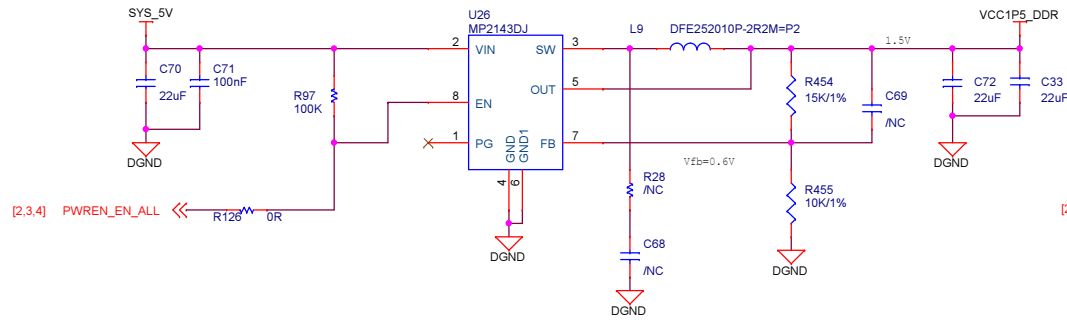 SYS_5V
U26
MP2143DJ
L9
DFE252010P-2R2M=P2
VCC1P5_DDR
2
VIN
SW
3
1.5V
C70
22uF
C71
100nF
R97
100K
OUT
5
R454
15K/1%
C69
/NC
C72
22uF
C33
22uF
8
EN
1
PG
GND
GND1
FB
7
4
6
DGND
Vfb=0.6V
DGND
R28
/NC
R455
10K/1%
[2,3,4]
PWREN_EN_ALL
R126
0R
DGND
C68
/NC
DGND
DGND